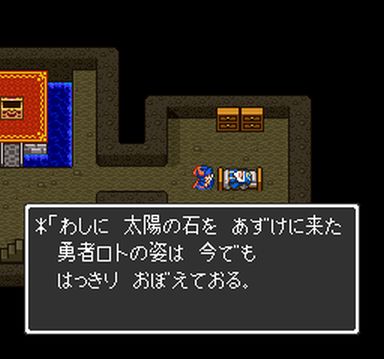 *「わしに 太陽の石を あずけに来た
勇者ロトの姿は 今でも
はっきり おぼえておる。